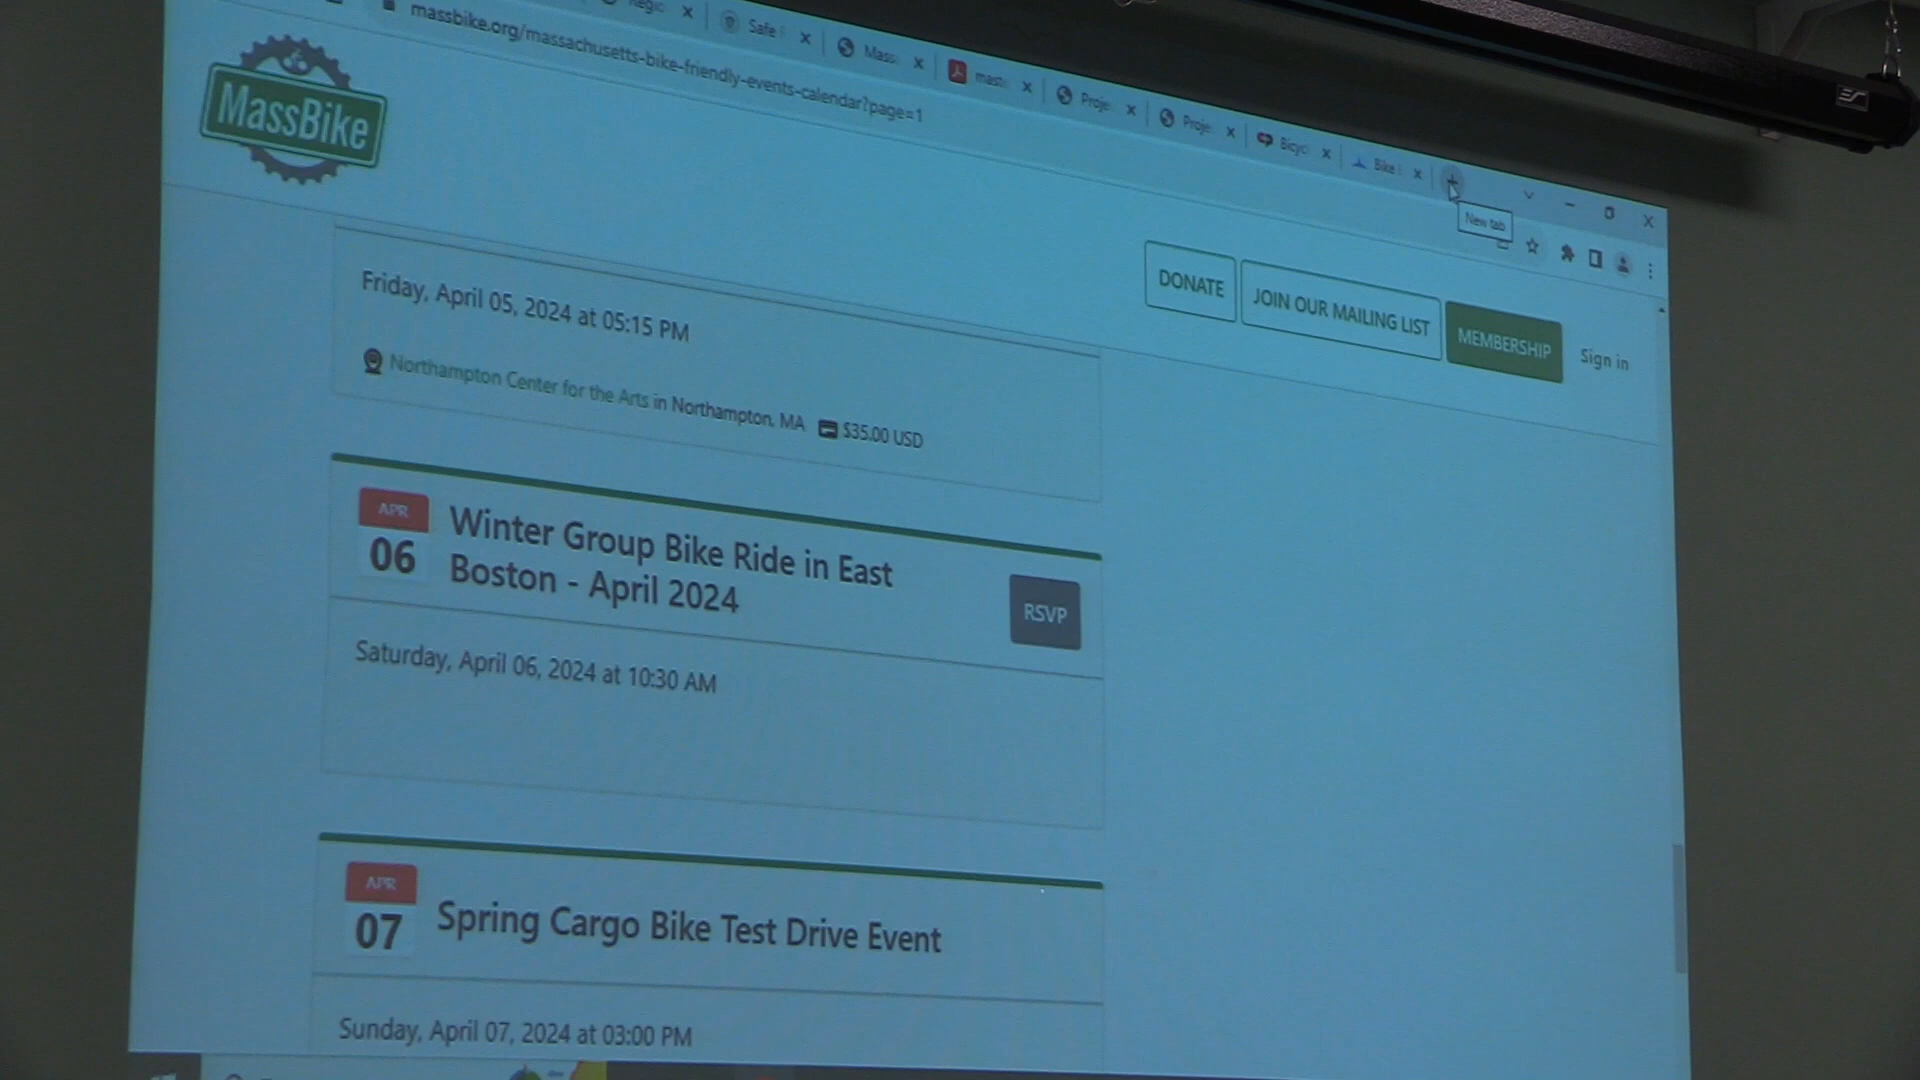 Safe
Mass
mast
Proje
Proje
Bicyc
Bike
massbike.org/massachusetts-bike-friendly-events-calendar?page=1
New tab
MassBike
DONATE
JOIN OUR MAILING LIST
MEMBERSHIP
Sign in
Friday, April 05, 2024 at 05:15 PM
Northampton Center for the Arts in Northampton, MA $35.00 USD
APR
06
Winter Group Bike Ride in East
Boston - April 2024
RSVP
Saturday, April 06, 2024 at 10:30 AM
APR
07
Spring Cargo Bike Test Drive Event
Sunday, April 07, 2024 at 03:00 PM